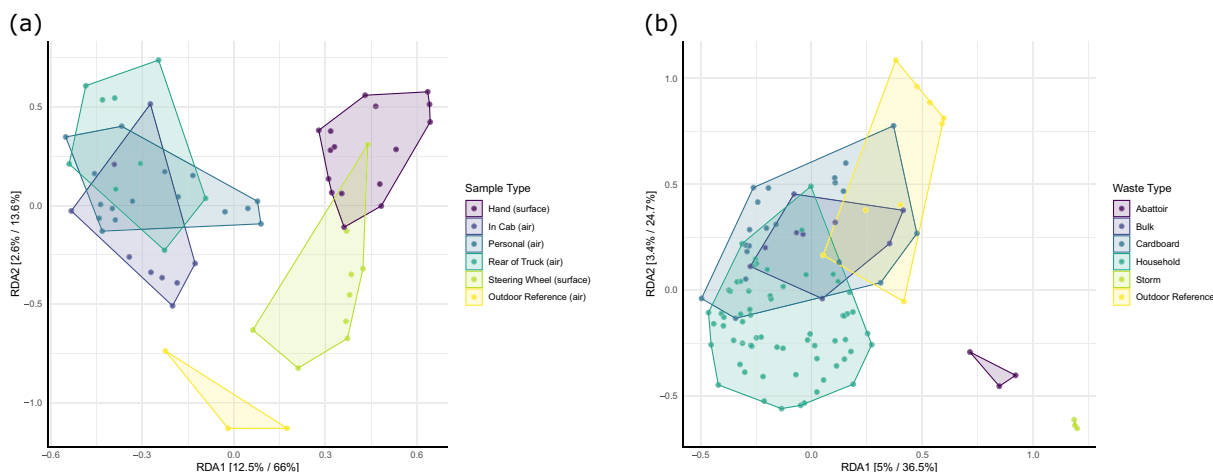 (a)
RDA2 [2.6% / 13.6%]
0.5
0.0
-0.5
-1.0
-0.6
-0.3
0.0
0.3
0.6
RDA1 [12.5% / 66%]
Sample Type
Hand (surface)
In Cab (air)
Personal (air)
Rear of Truck (air)
Steering Wheel (surface)
Outdoor Reference (air)
(b)
RDA2 [3.4% / 24.7%]
1.0
0.5
0.0
-0.5
-0.5
0.0
0.5
1.0
RDA1 [5% / 36.5%]
Waste Type
Abattoir
Bulk
Cardboard
Household
Storm
Outdoor Reference